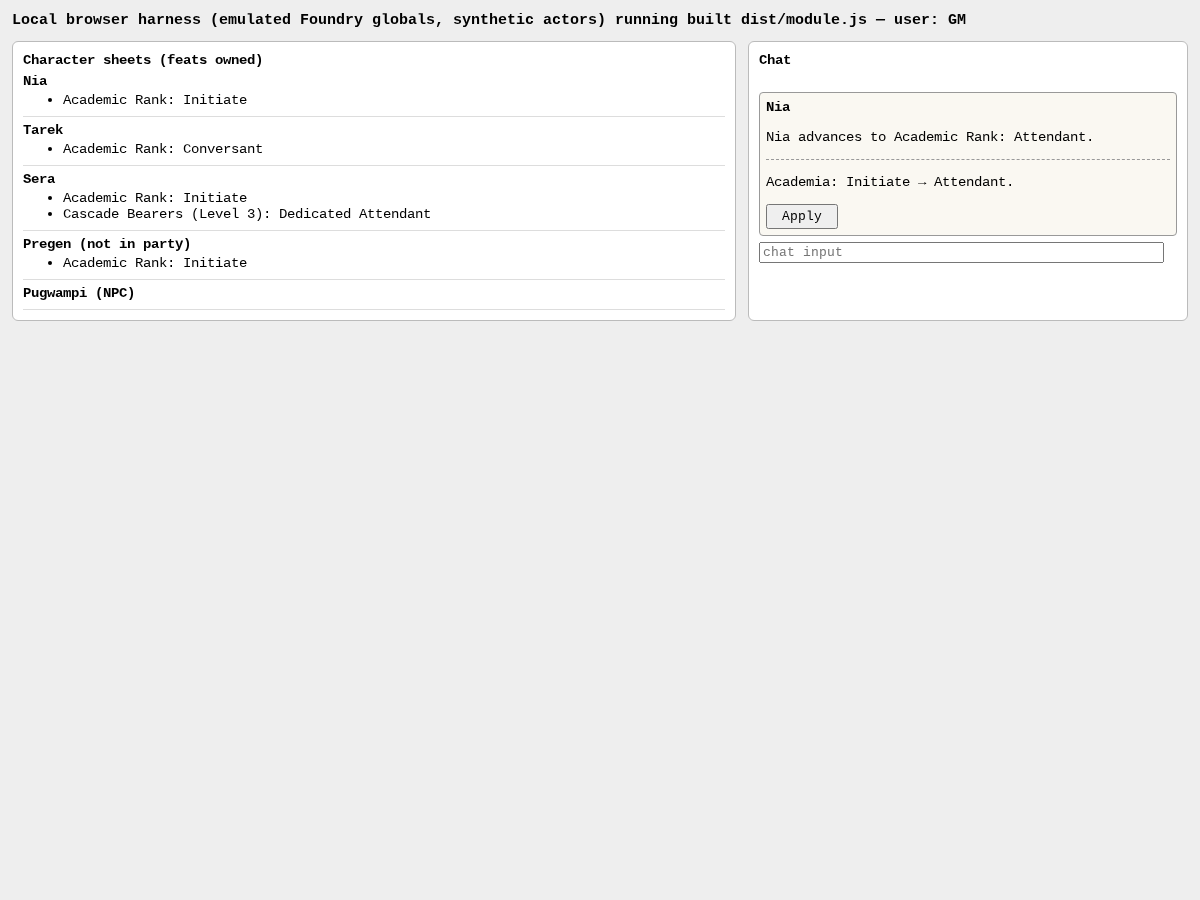 Local browser harness (emulated Foundry globals, synthetic actors) running built dist/module.js — user: GM
Character sheets (feats owned)
Nia
• Academic Rank: Initiate
Tarek
• Academic Rank: Conversant
Sera
• Academic Rank: Initiate
• Cascade Bearers (Level 3): Dedicated Attendant
Pregen (not in party)
• Academic Rank: Initiate
Pugwampi (NPC)
Chat
Nia
Nia advances to Academic Rank: Attendant.
Academia: Initiate → Attendant.
Apply
chat input